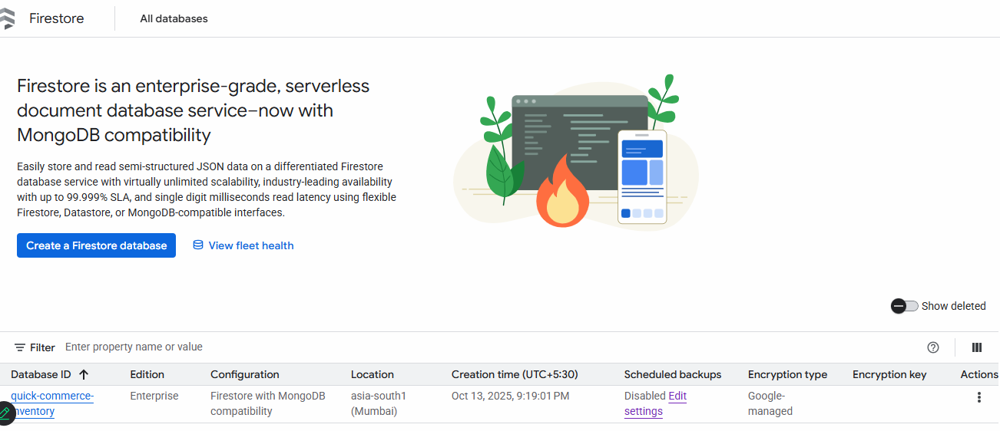 Firestore
All databases
Firestore is an enterprise-grade, serverless
document database service–now with
MongoDB compatibility
Easily store and read semi-structured JSON data on a differentiated Firestore
database service with virtually unlimited scalability, industry-leading availability
with up to 99.999% SLA, and single digit milliseconds read latency using flexible
Firestore, Datastore, or MongoDB-compatible interfaces.
Create a Firestore database
View fleet health
Show deleted
Filter Enter property name or value
Database ID Edition Configuration Location Creation time (UTC+5:30) Scheduled backups Encryption type Encryption key Actions
quick-commerce- Enterprise Firestore with MongoDB asia-south1 Oct 13, 2025, 9:19:01 PM Disabled Edit Google-
inventory compatibility (Mumbai) settings managed